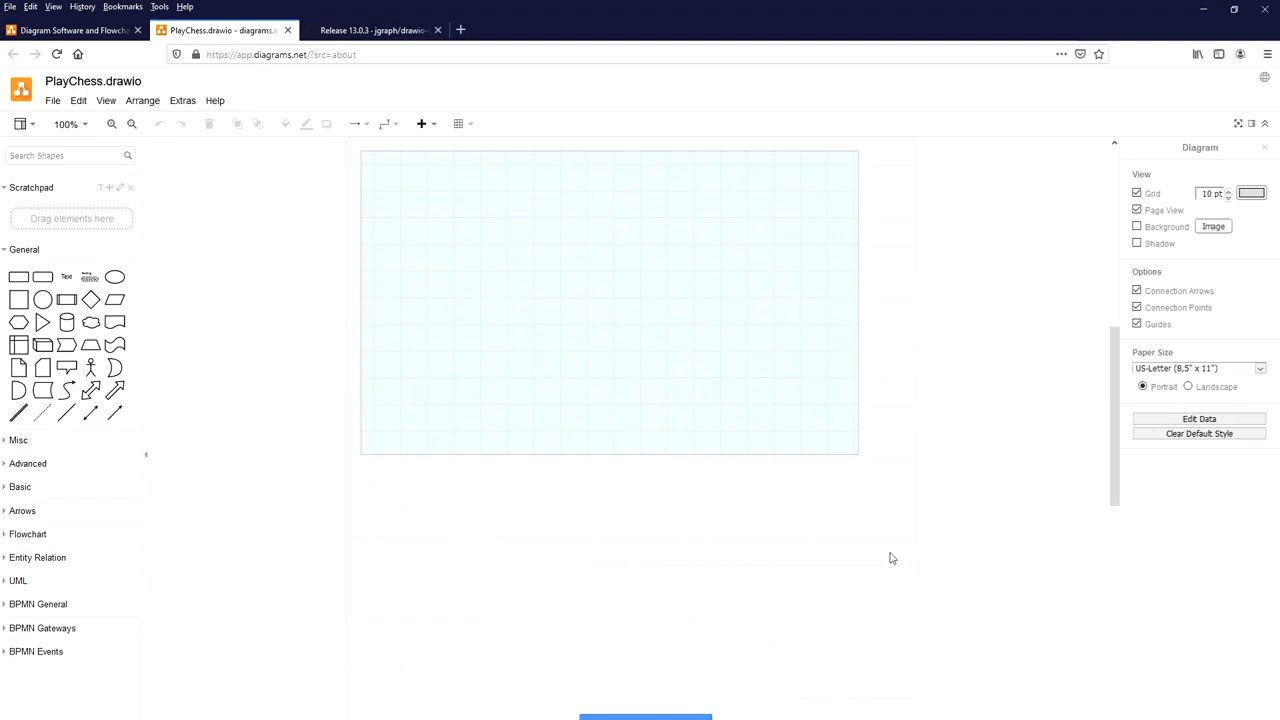 File Edit View History Bookmarks Tools Help
Diagram Software and Flowcha
PlayChess.drawio - diagrams.n
Release 13.0.3 · jgraph/drawio-
https://app.diagrams.net/?src=about
PlayChess.drawio
File Edit View Arrange Extras Help
100%
Search Shapes
Scratchpad
?
Drag elements here
General
Text
Misc
Advanced
Basic
Arrows
Flowchart
Entity Relation
UML
BPMN General
BPMN Gateways
BPMN Events
Diagram
View
Grid 10 pt
Page View
Background Image
Shadow
Options
Connection Arrows
Connection Points
Guides
Paper Size
US-Letter (8,5" x 11")
Portrait Landscape
Edit Data
Clear Default Style